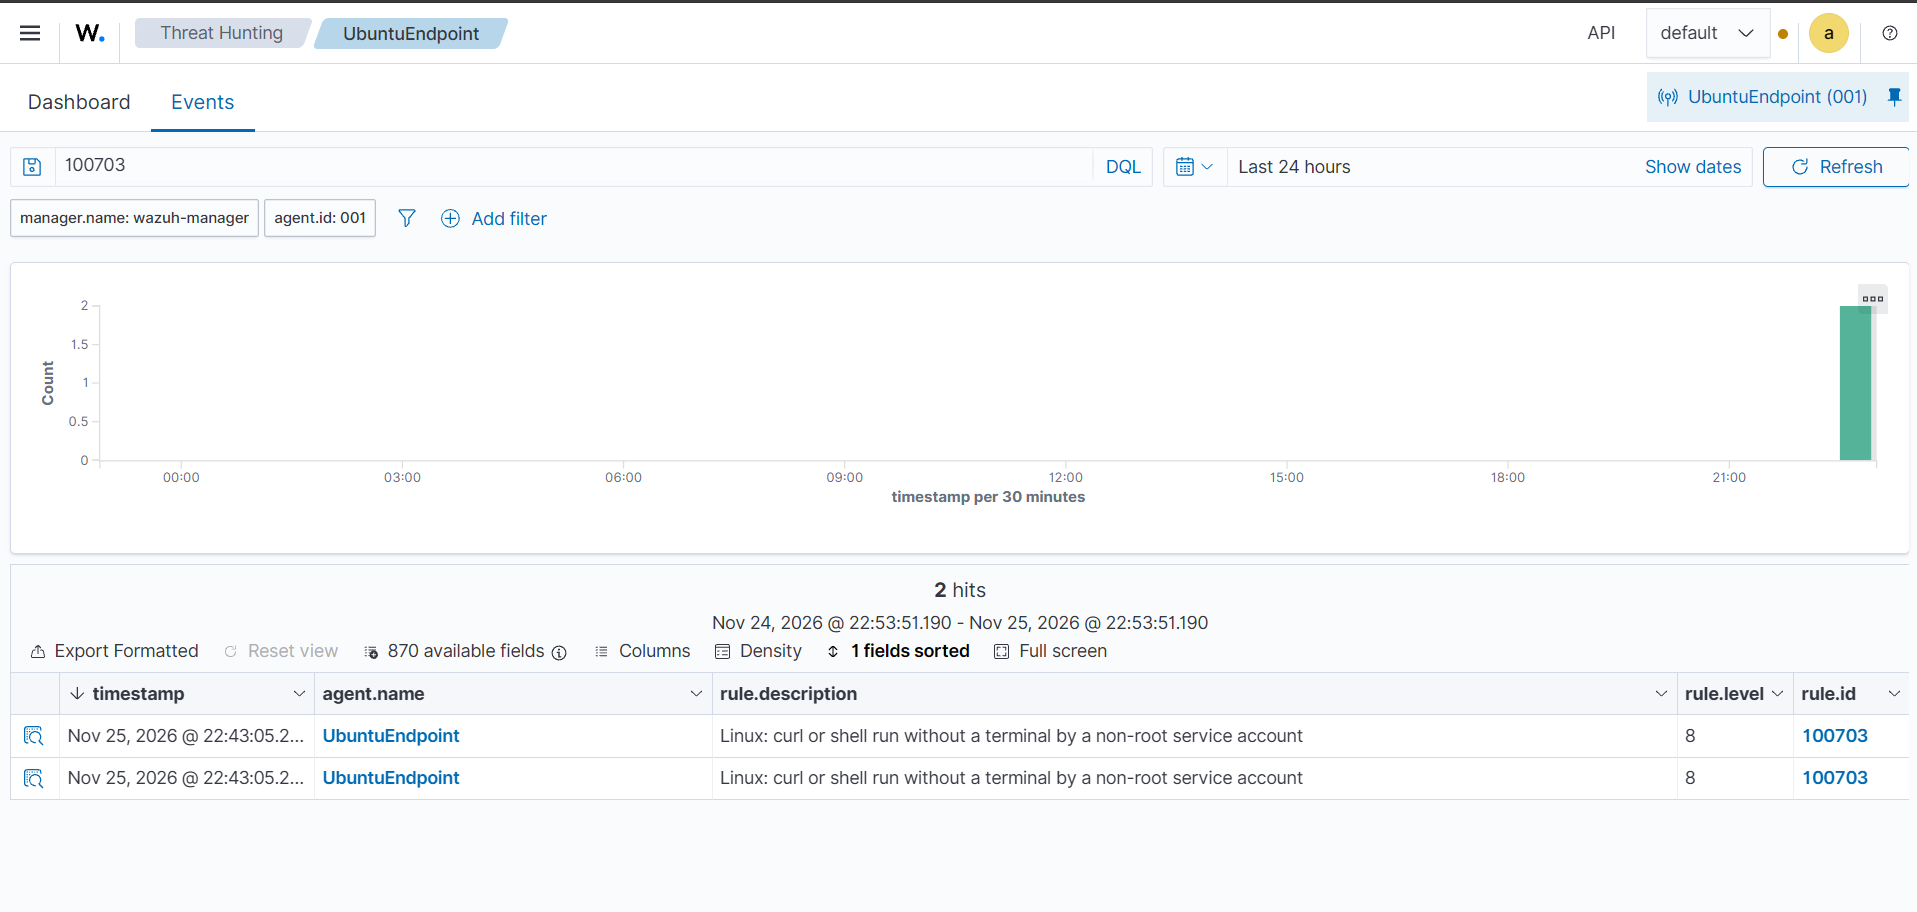 W.
Threat Hunting
UbuntuEndpoint
API
default
a
Dashboard
Events
UbuntuEndpoint (001)
100703
DQL
Last 24 hours
Show dates
Refresh
manager.name: wazuh-manager
agent.id: 001
Add filter
Count
2
1.5
1
0.5
0
00:00
03:00
06:00
09:00
12:00
15:00
18:00
21:00
timestamp per 30 minutes
2 hits
Nov 24, 2026 @ 22:53:51.190 - Nov 25, 2026 @ 22:53:51.190
Export Formatted
Reset view
870 available fields
Columns
Density
1 fields sorted
Full screen
timestamp
agent.name
rule.description
rule.level
rule.id
Nov 25, 2026 @ 22:43:05.2... UbuntuEndpoint Linux: curl or shell run without a terminal by a non-root service account 8 100703
Nov 25, 2026 @ 22:43:05.2... UbuntuEndpoint Linux: curl or shell run without a terminal by a non-root service account 8 100703